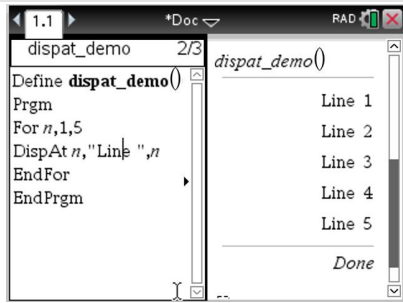 1.1 *Doc RAD
dispat_demo 2/3
Define dispat_demo()
Prgm
For n,1,5
DispAt n,"Line ",n
EndFor
EndPrgm
dispat_demo()
Line 1
Line 2
Line 3
Line 4
Line 5
Done